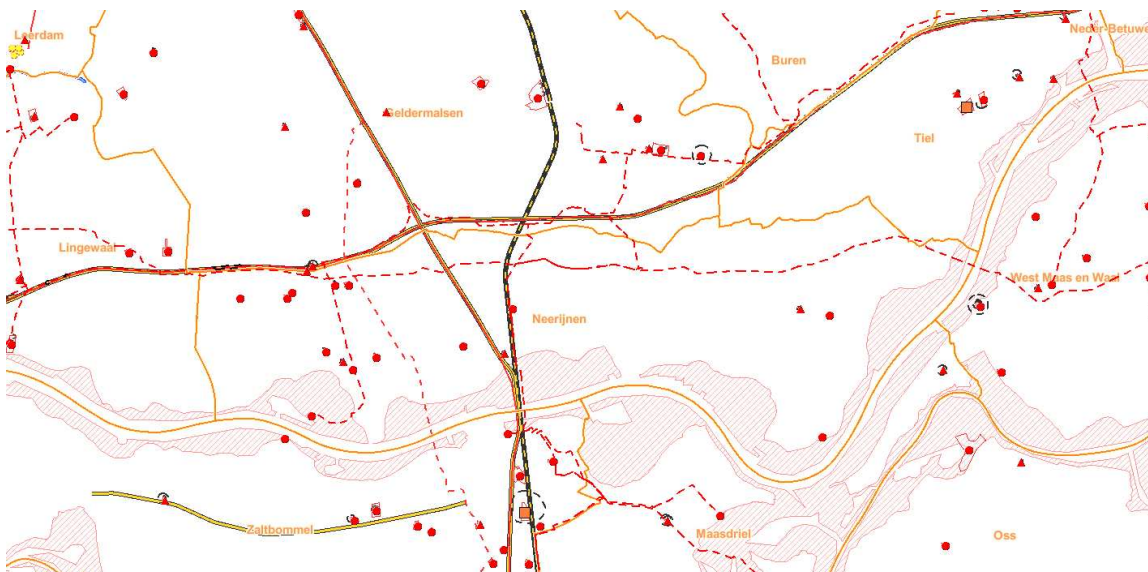 Leerdam
Neder-Betuwe
Buren
Geldermalsen
Tiel
Lingewaal
West Maas en Waal
Neerijnen
Zaltbommel
Maasdriel
Oss